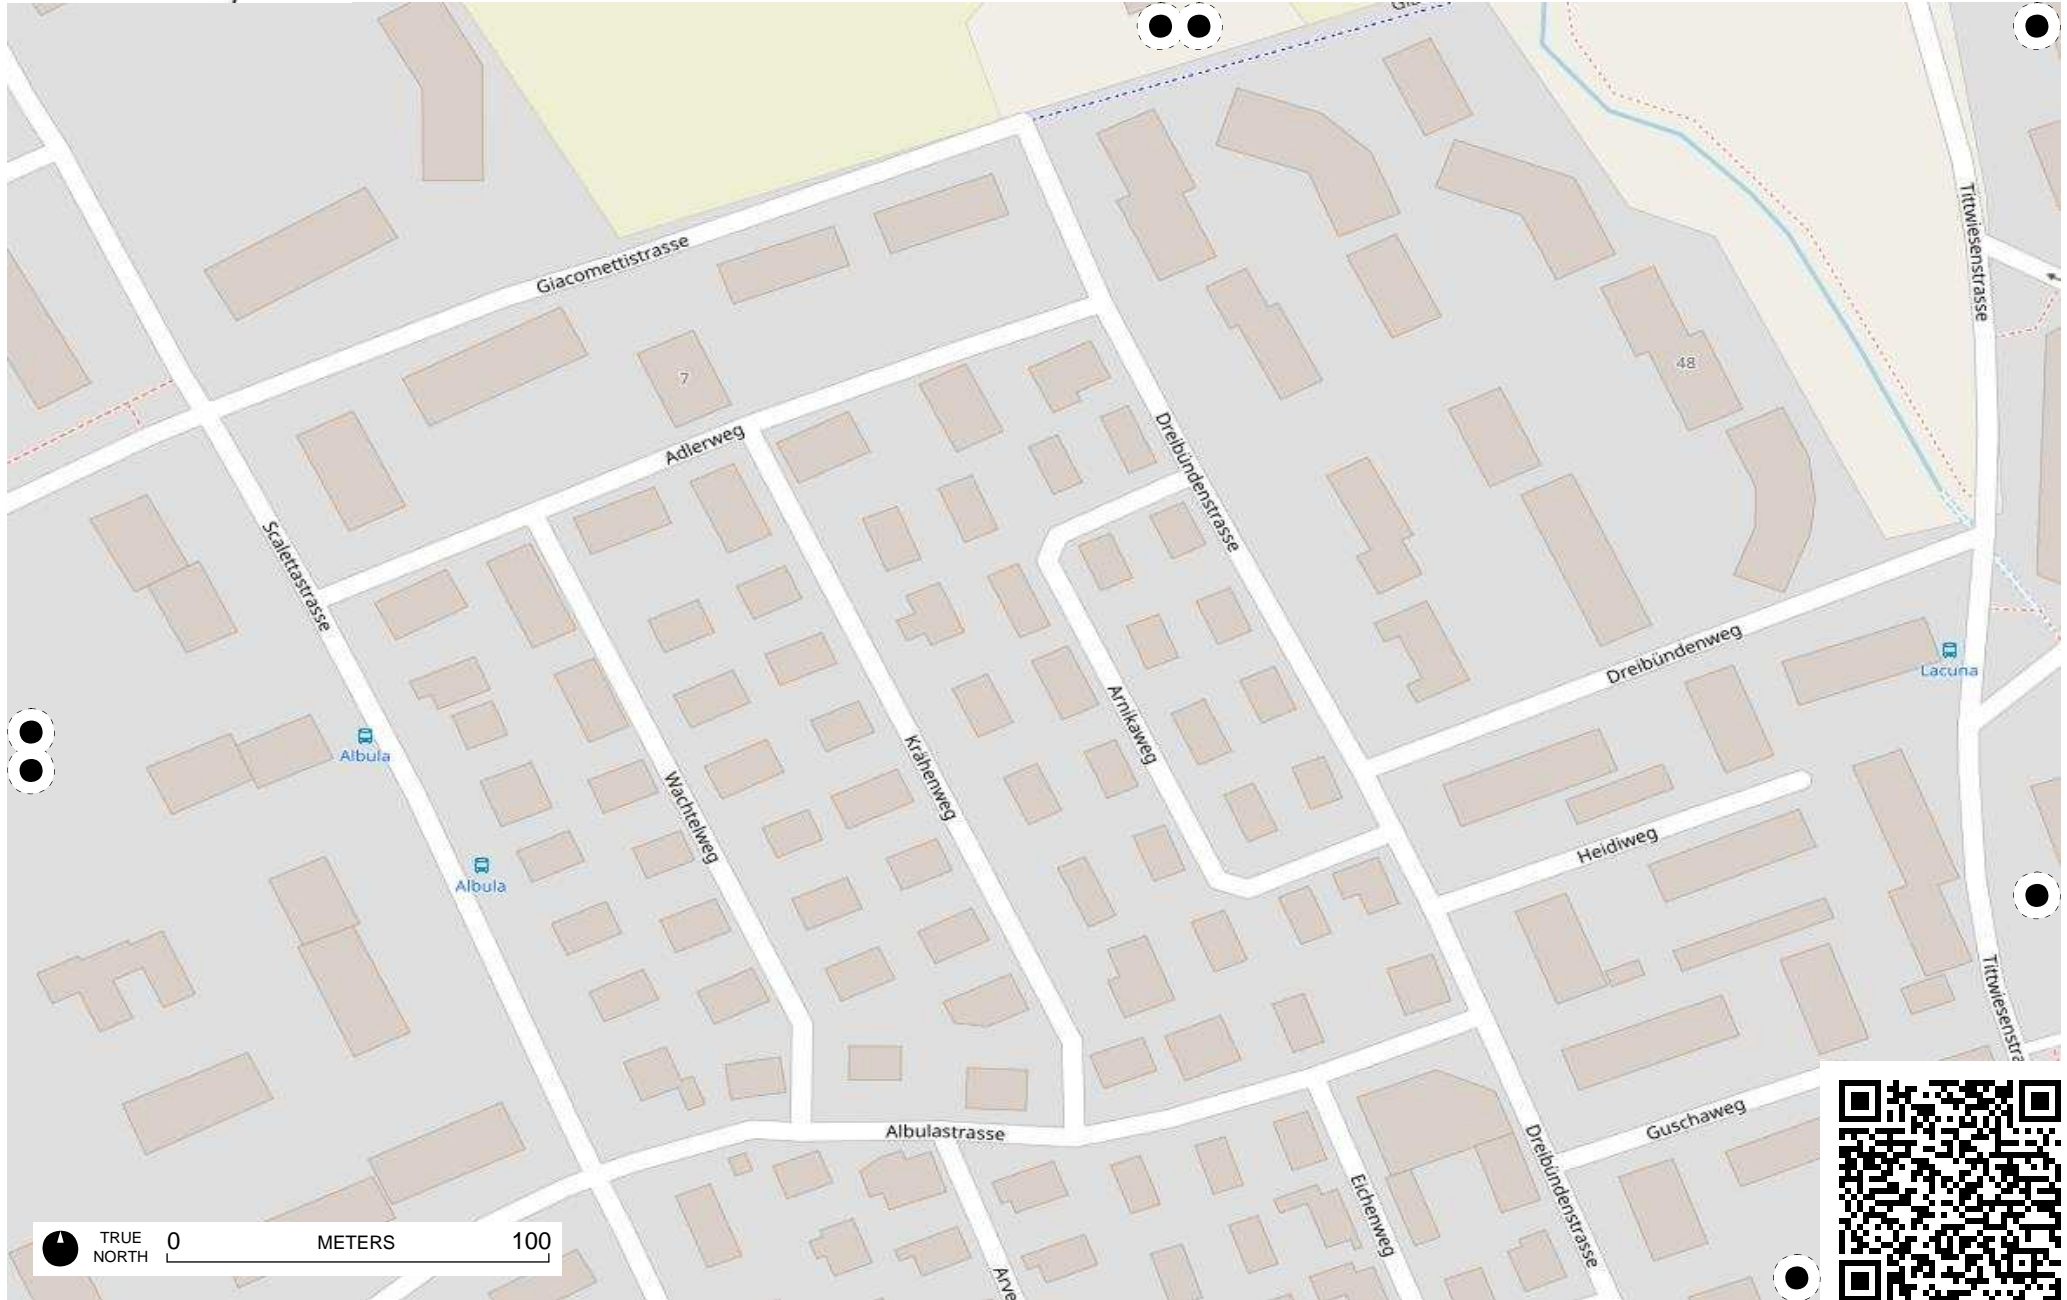 Tittwiesenstrasse
Giacomettistrasse
48
7
Adlerweg
Dreibündenstrasse
Scalettastrasse
Dreibündenweg
Lacuna
Arnikaweg
Albula
Krähenweg
Wachtelweg
Heidiweg
Albula
Tittwiesenstra
Guschaweg
Albulastrasse
Dreibündenstrasse
Eichenweg
Arve
TRUE
NORTH
0 METERS 100